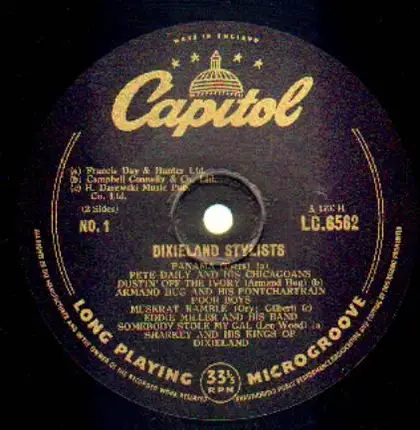 MADE IN ENGLAND
Capitol
(a) Francis Day & Hunter Ltd.
(b) Campbell Connelly & Co. Ltd.
(c) H. Darewski Music Pub.
Co. Ltd.
(2 Sides)
NO. 1
LC.6562
DIXIELAND STYLISTS
PANAMA (a)
PETE DAILY AND HIS CHICAGOANS
DUSTIN' OFF THE IVORY (Armand Hug) (b)
ARMAND HUG AND HIS PONTCHARTRAIN
POOR BOYS
MUSKRAT RAMBLE (Ory; Gilbert) (c)
EDDIE MILLER AND HIS BAND
SOMEBODY STOLE MY GAL (Leo Wood) (a
SHARKEY AND HIS KINGS OF
DIXIELAND
LONG PLAYING
33⅓
RPM
MICROGROOVE